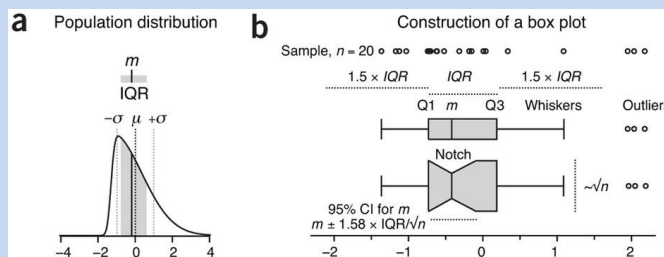 a Population distribution
m
IQR
−σ μ +σ
−4 −2 0 2 4
b Construction of a box plot
Sample, n = 20
1.5 × IQR IQR 1.5 × IQR
Q1 m Q3 Whiskers Outliers
Notch
~√n
95% CI for m
m ± 1.58 × IQR/√n
−2 −1 0 1 2